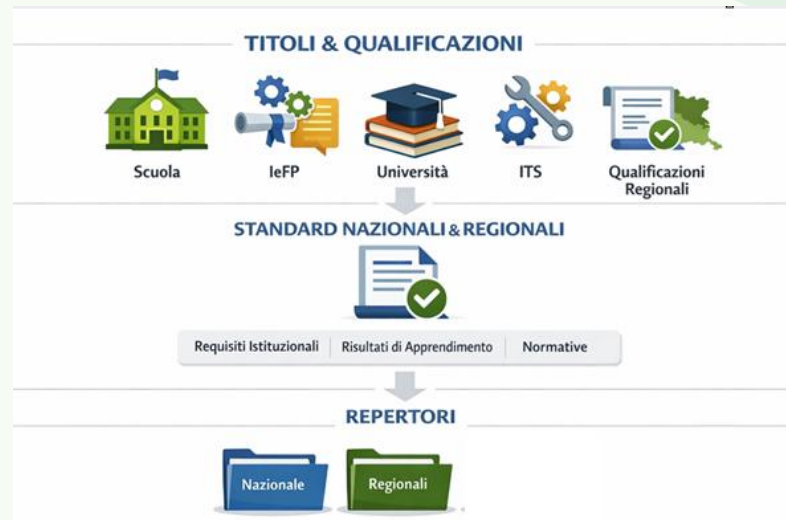 TITOLI & QUALIFICAZIONI
Scuola
IeFP
Università
ITS
Qualificazioni
Regionali
STANDARD NAZIONALI & REGIONALI
Requisiti Istituzionali
Risultati di Apprendimento
Normative
REPERTORI
Nazionale
Regionali